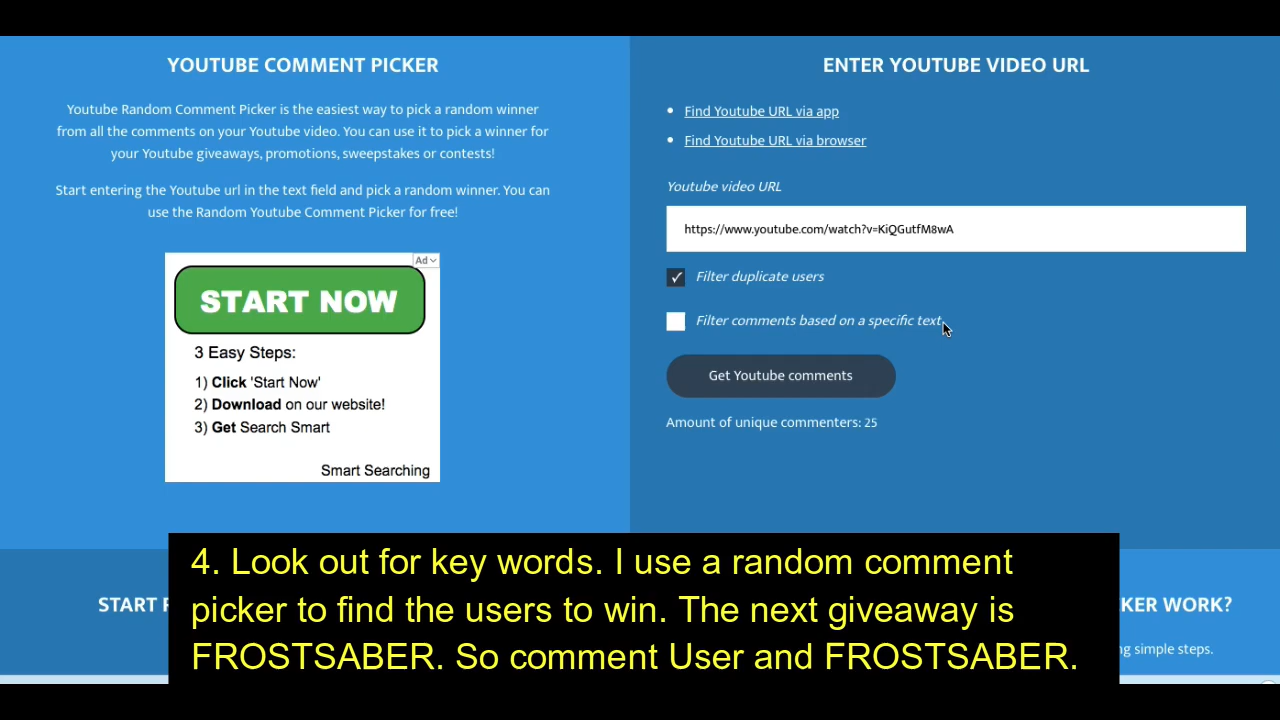 YOUTUBE COMMENT PICKER
Youtube Random Comment Picker is the easiest way to pick a random winner
from all the comments on your Youtube video. You can use it to pick a winner for
your Youtube giveaways, promotions, sweepstakes or contests!
Start entering the Youtube url in the text field and pick a random winner. You can
use the Random Youtube Comment Picker for free!
Ad
START NOW
3 Easy Steps:
1) Click 'Start Now'
2) Download on our website!
3) Get Search Smart
Smart Searching
ENTER YOUTUBE VIDEO URL
• Find Youtube URL via app
• Find Youtube URL via browser
Youtube video URL
https://www.youtube.com/watch?v=KiQGutfM8wA
✓ Filter duplicate users
Filter comments based on a specific text
Get Youtube comments
Amount of unique commenters: 25
START
KER WORK?
ng simple steps.
4. Look out for key words. I use a random comment
picker to find the users to win. The next giveaway is
FROSTSABER. So comment User and FROSTSABER.